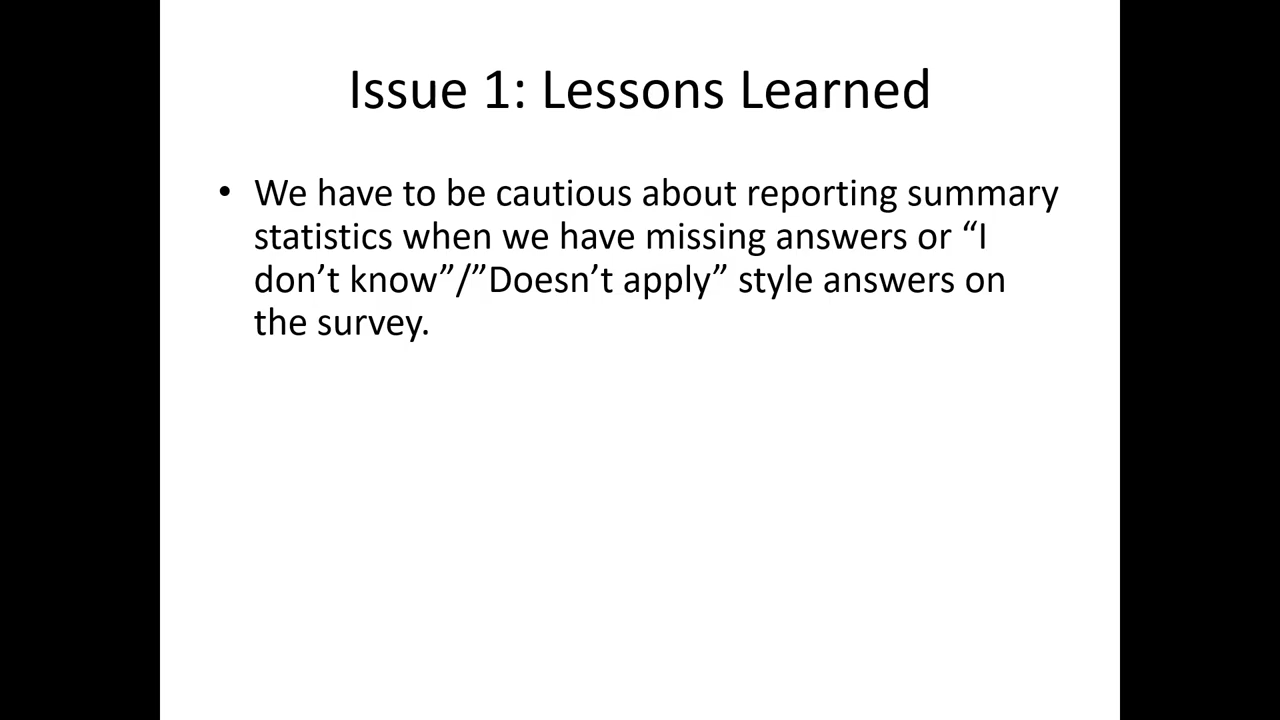 Issue 1: Lessons Learned
• We have to be cautious about reporting summary
statistics when we have missing answers or “I
don’t know”/”Doesn’t apply” style answers on
the survey.